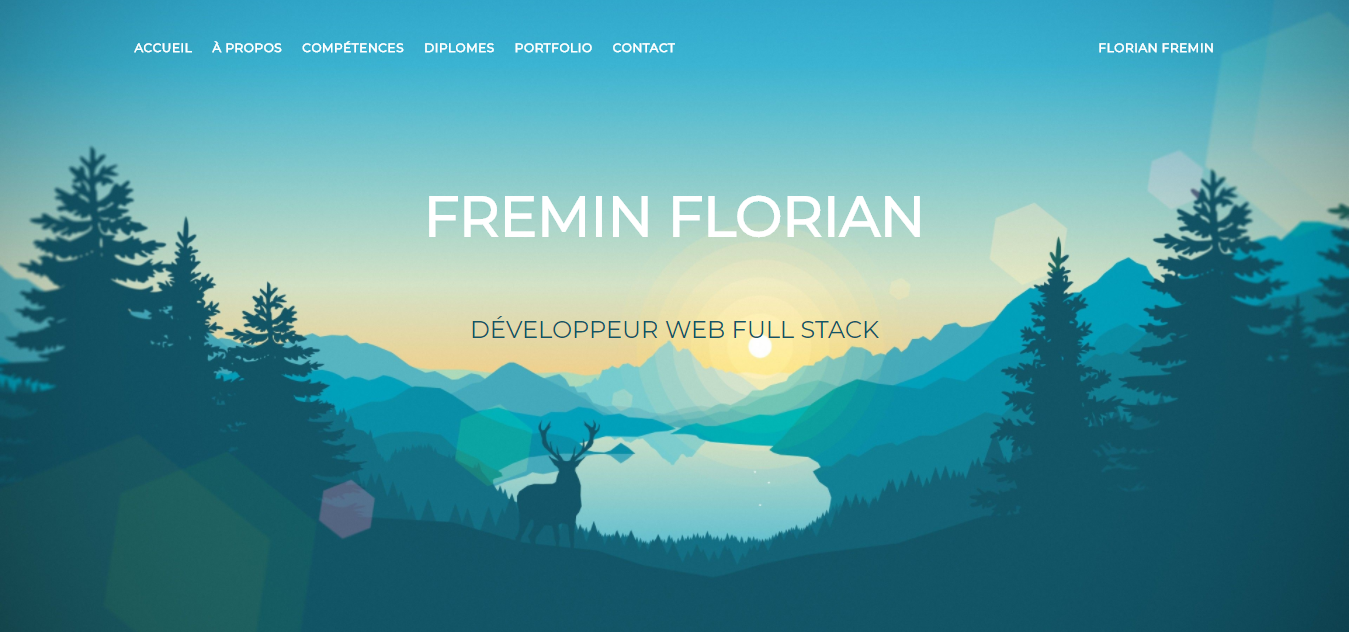 ACCUEIL À PROPOS COMPÉTENCES DIPLOMES PORTFOLIO CONTACT FLORIAN FREMIN
FREMIN FLORIAN
DÉVELOPPEUR WEB FULL STACK